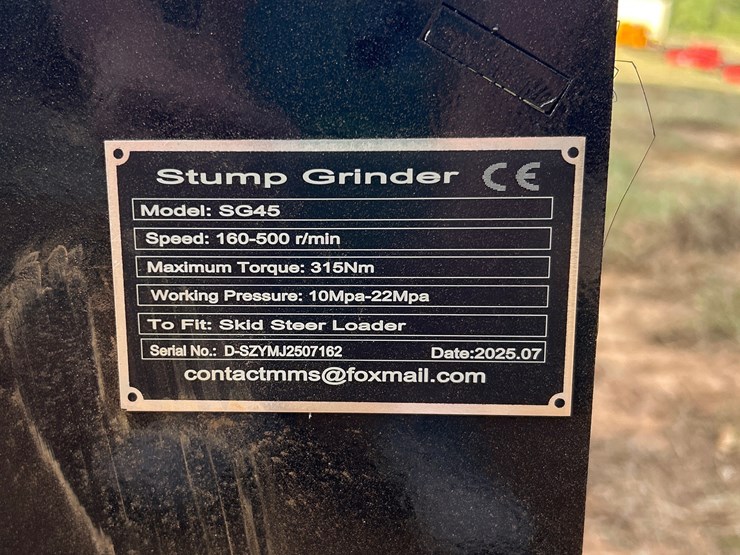 Stump Grinder CE
Model: SG45
Speed: 160-500 r/min
Maximum Torque: 315Nm
Working Pressure: 10Mpa-22Mpa
To Fit: Skid Steer Loader
Serial No.: D-SZYMJ2507162 Date:2025.07
contactmms@foxmail.com